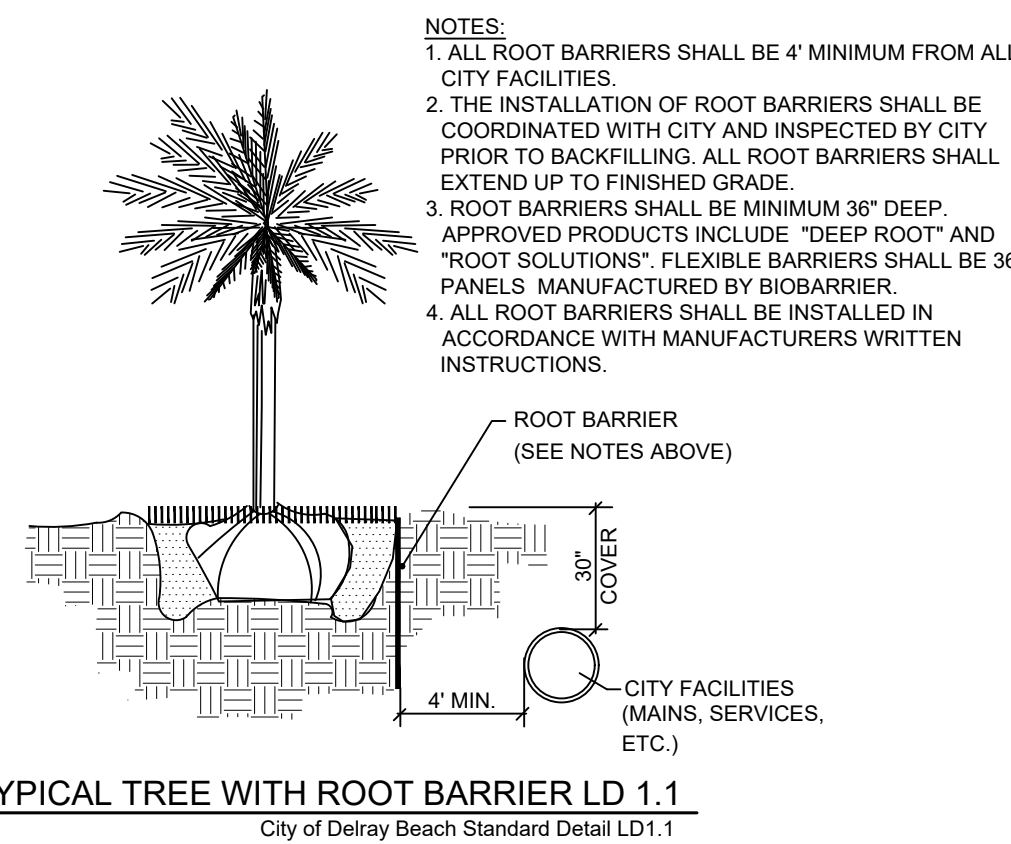 NOTES:
1. ALL ROOT BARRIERS SHALL BE 4' MINIMUM FROM ALL
CITY FACILITIES.
2. THE INSTALLATION OF ROOT BARRIERS SHALL BE
COORDINATED WITH CITY AND INSPECTED BY CITY
PRIOR TO BACKFILLING. ALL ROOT BARRIERS SHALL
EXTEND UP TO FINISHED GRADE.
3. ROOT BARRIERS SHALL BE MINIMUM 36" DEEP.
APPROVED PRODUCTS INCLUDE "DEEP ROOT" AND
"ROOT SOLUTIONS". FLEXIBLE BARRIERS SHALL BE 36
PANELS MANUFACTURED BY BIOBARRIER.
4. ALL ROOT BARRIERS SHALL BE INSTALLED IN
ACCORDANCE WITH MANUFACTURERS WRITTEN
INSTRUCTIONS.
ROOT BARRIER
(SEE NOTES ABOVE)
30"
COVER
4' MIN.
CITY FACILITIES
(MAINS, SERVICES,
ETC.)
YPICAL TREE WITH ROOT BARRIER LD 1.1
City of Delray Beach Standard Detail LD1.1